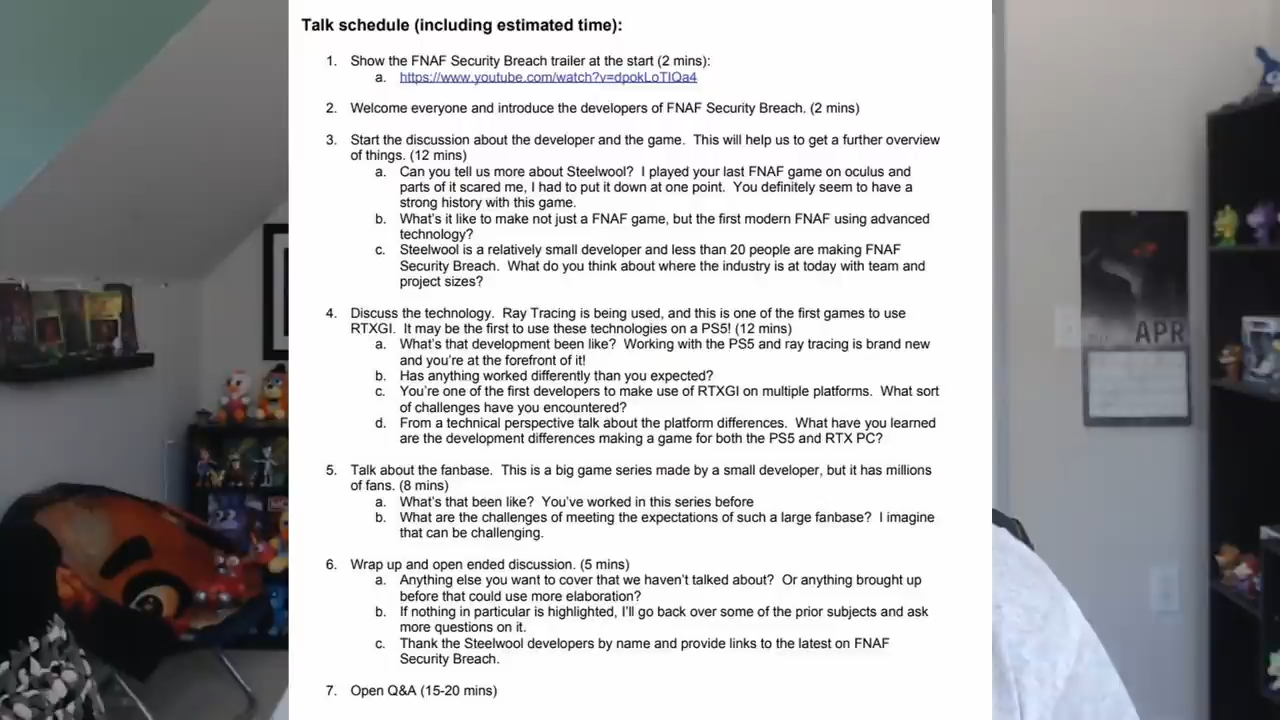 Talk schedule (including estimated time):
1. Show the FNAF Security Breach trailer at the start (2 mins):
a. https://www.youtube.com/watch?v=dpokLoTIQa4
2. Welcome everyone and introduce the developers of FNAF Security Breach. (2 mins)
3. Start the discussion about the developer and the game.  This will help us to get a further overview
of things. (12 mins)
a. Can you tell us more about Steelwool?  I played your last FNAF game on oculus and
parts of it scared me, I had to put it down at one point.  You definitely seem to have a
strong history with this game.
b. What's it like to make not just a FNAF game, but the first modern FNAF using advanced
technology?
c. Steelwool is a relatively small developer and less than 20 people are making FNAF
Security Breach.  What do you think about where the industry is at today with team and
project sizes?
4. Discuss the technology.  Ray Tracing is being used, and this is one of the first games to use
RTXGI.  It may be the first to use these technologies on a PS5! (12 mins)
a. What's that development been like?  Working with the PS5 and ray tracing is brand new
and you're at the forefront of it!
b. Has anything worked differently than you expected?
c. You're one of the first developers to make use of RTXGI on multiple platforms.  What sort
of challenges have you encountered?
d. From a technical perspective talk about the platform differences.  What have you learned
are the development differences making a game for both the PS5 and RTX PC?
5. Talk about the fanbase.  This is a big game series made by a small developer, but it has millions
of fans. (8 mins)
a. What's that been like?  You've worked in this series before
b. What are the challenges of meeting the expectations of such a large fanbase?  I imagine
that can be challenging.
6. Wrap up and open ended discussion. (5 mins)
a. Anything else you want to cover that we haven't talked about?  Or anything brought up
before that could use more elaboration?
b. If nothing in particular is highlighted, I'll go back over some of the prior subjects and ask
more questions on it.
c. Thank the Steelwool developers by name and provide links to the latest on FNAF
Security Breach.
7. Open Q&A (15-20 mins)
APR